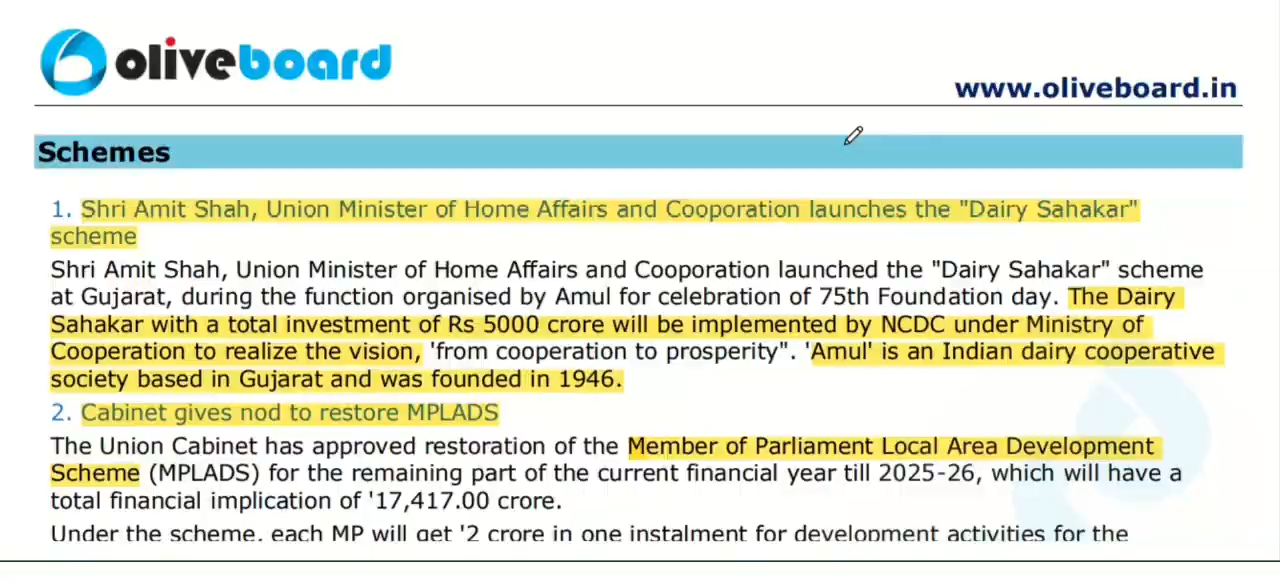 oliveboard
www.oliveboard.in
Schemes
1. Shri Amit Shah, Union Minister of Home Affairs and Cooporation launches the "Dairy Sahakar"
scheme
Shri Amit Shah, Union Minister of Home Affairs and Cooporation launched the "Dairy Sahakar" scheme
at Gujarat, during the function organised by Amul for celebration of 75th Foundation day. The Dairy
Sahakar with a total investment of Rs 5000 crore will be implemented by NCDC under Ministry of
Cooperation to realize the vision, 'from cooperation to prosperity". 'Amul' is an Indian dairy cooperative
society based in Gujarat and was founded in 1946.
2. Cabinet gives nod to restore MPLADS
The Union Cabinet has approved restoration of the Member of Parliament Local Area Development
Scheme (MPLADS) for the remaining part of the current financial year till 2025-26, which will have a
total financial implication of '17,417.00 crore.
Under the scheme, each MP will get '2 crore in one instalment for development activities for the